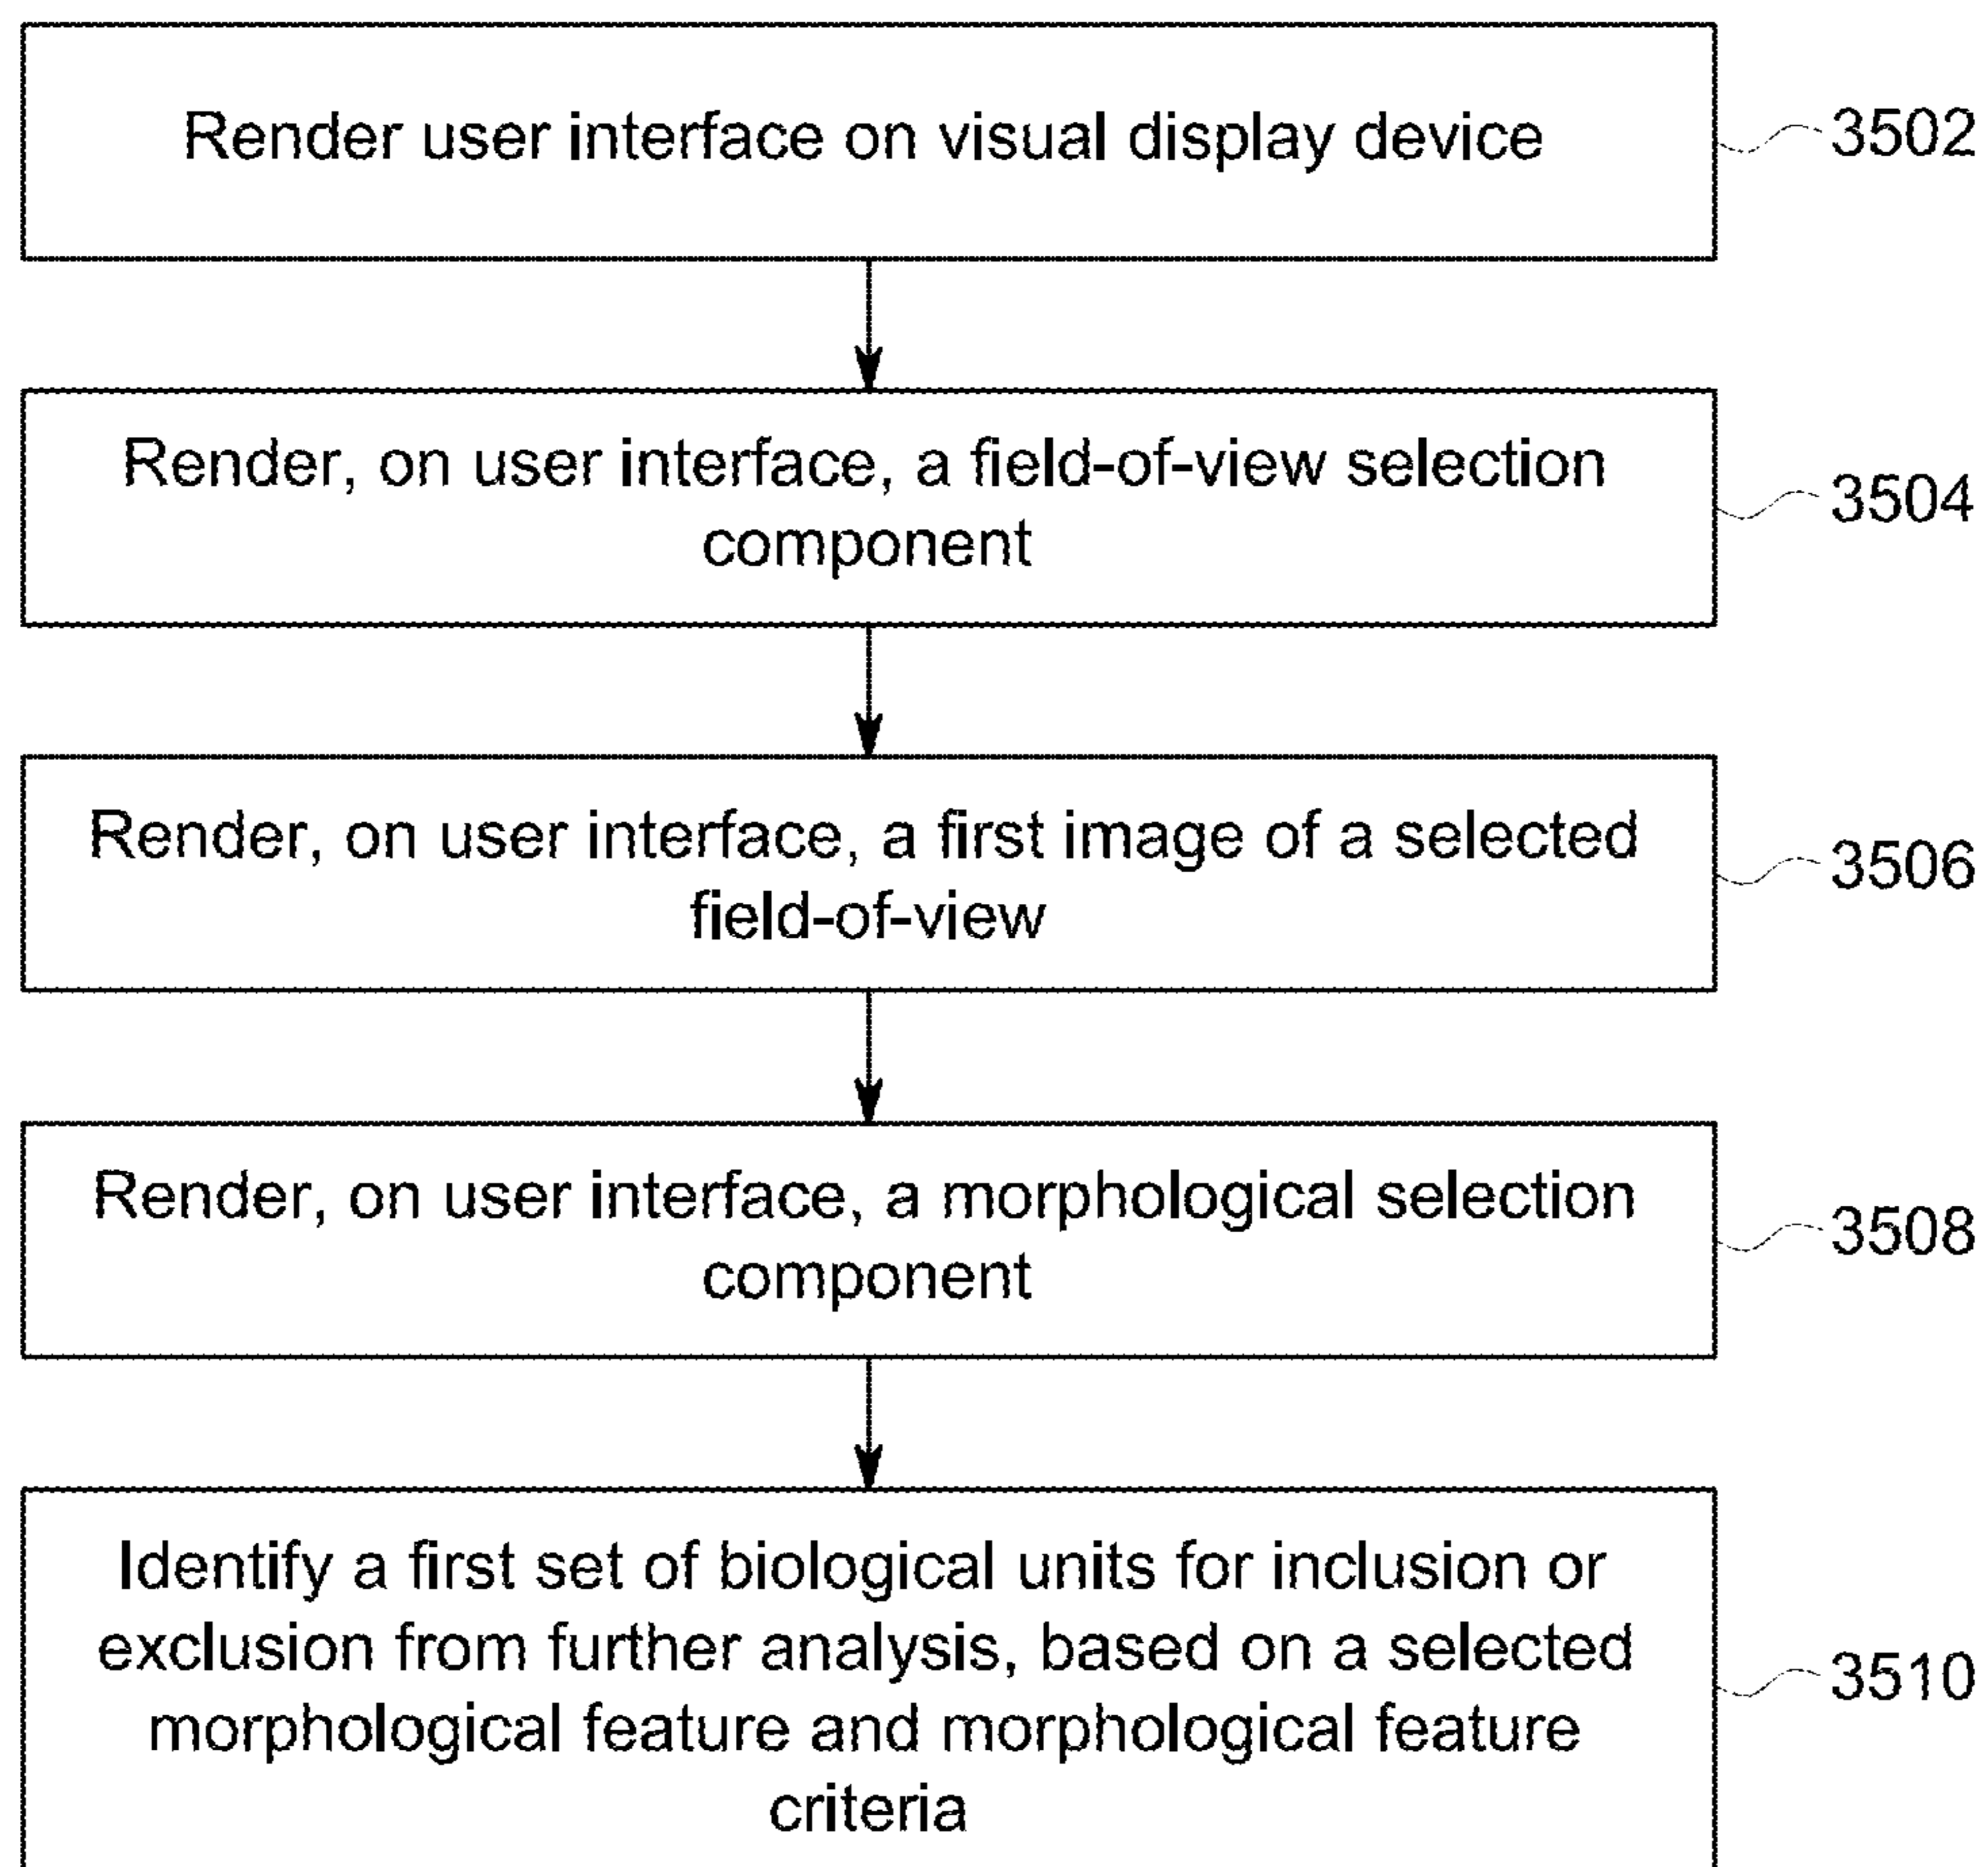 Render user interface on visual display device
3502
Render, on user interface, a field-of-view selection
component
3504
Render, on user interface, a first image of a selected
field-of-view
3506
Render, on user interface, a morphological selection
component
3508
Identify a first set of biological units for inclusion or
exclusion from further analysis, based on a selected
morphological feature and morphological feature
criteria
3510